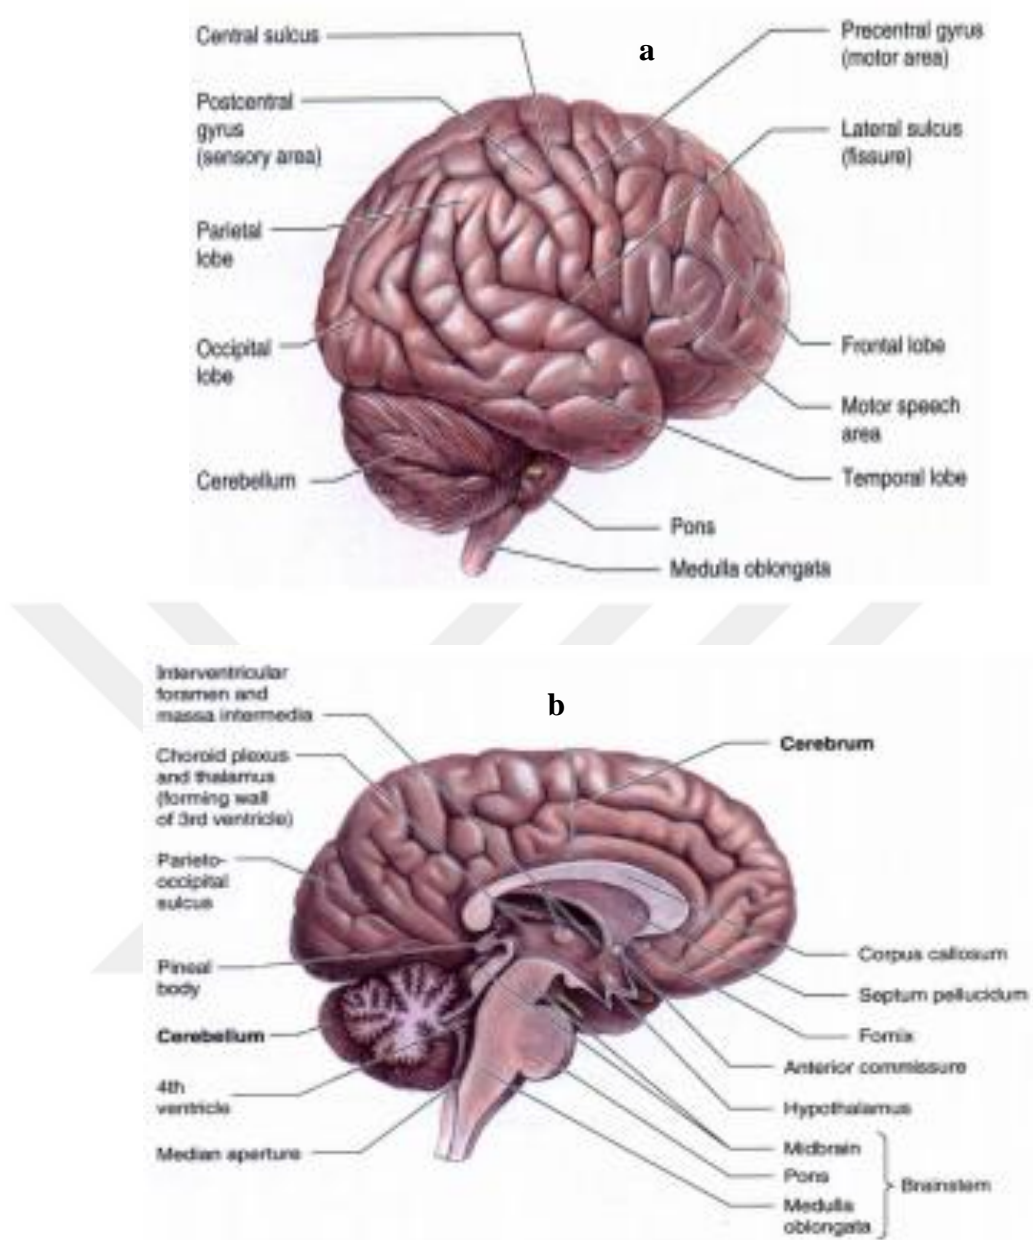 a
Central sulcus
Postcentral
gyrus
(sensory area)
Parietal
lobe
Occipital
lobe
Cerebellum
Precentral gyrus
(motor area)
Lateral sulcus
(fissure)
Frontal lobe
Motor speech
area
Temporal lobe
Pons
Medulla oblongata
b
Interventricular
foramen and
massa intermedia
Choroid plexus
and thalamus
(forming wall
of 3rd ventricle)
Parieto-
occipital
sulcus
Pineal
body
Cerebellum
4th
ventricle
Median aperture
Cerebrum
Corpus callosum
Septum pellucidum
Fornix
Anterior commissure
Hypothalamus
Midbrain
Pons
Medulla
oblongata
Brainstem